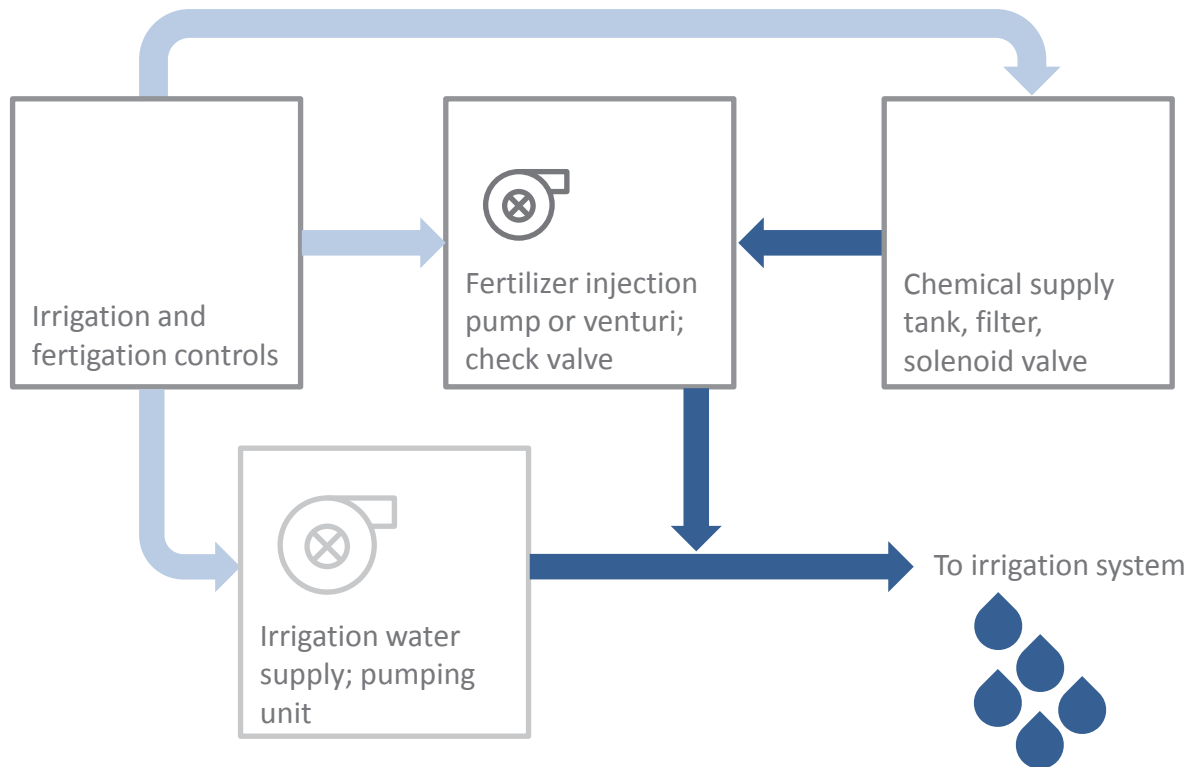 Irrigation and
fertigation controls
Fertilizer injection
pump or venturi;
check valve
Chemical supply
tank, filter,
solenoid valve
Irrigation water
supply; pumping
unit
To irrigation system